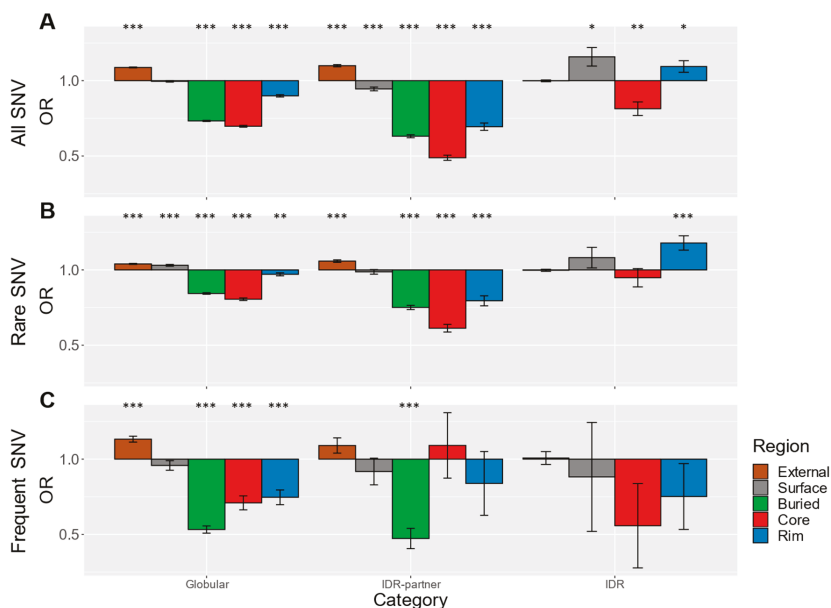 A
*** *** *** *** *** *** *** *** *** * ** *
1.0
0.5
All SNV
OR
B
*** *** *** *** ** *** *** *** *** ***
1.0
0.5
Rare SNV
OR
C
*** *** *** *** ***
1.0
0.5
Frequent SNV
OR
Globular IDR-partner IDR
Category
Region
External
Surface
Buried
Core
Rim